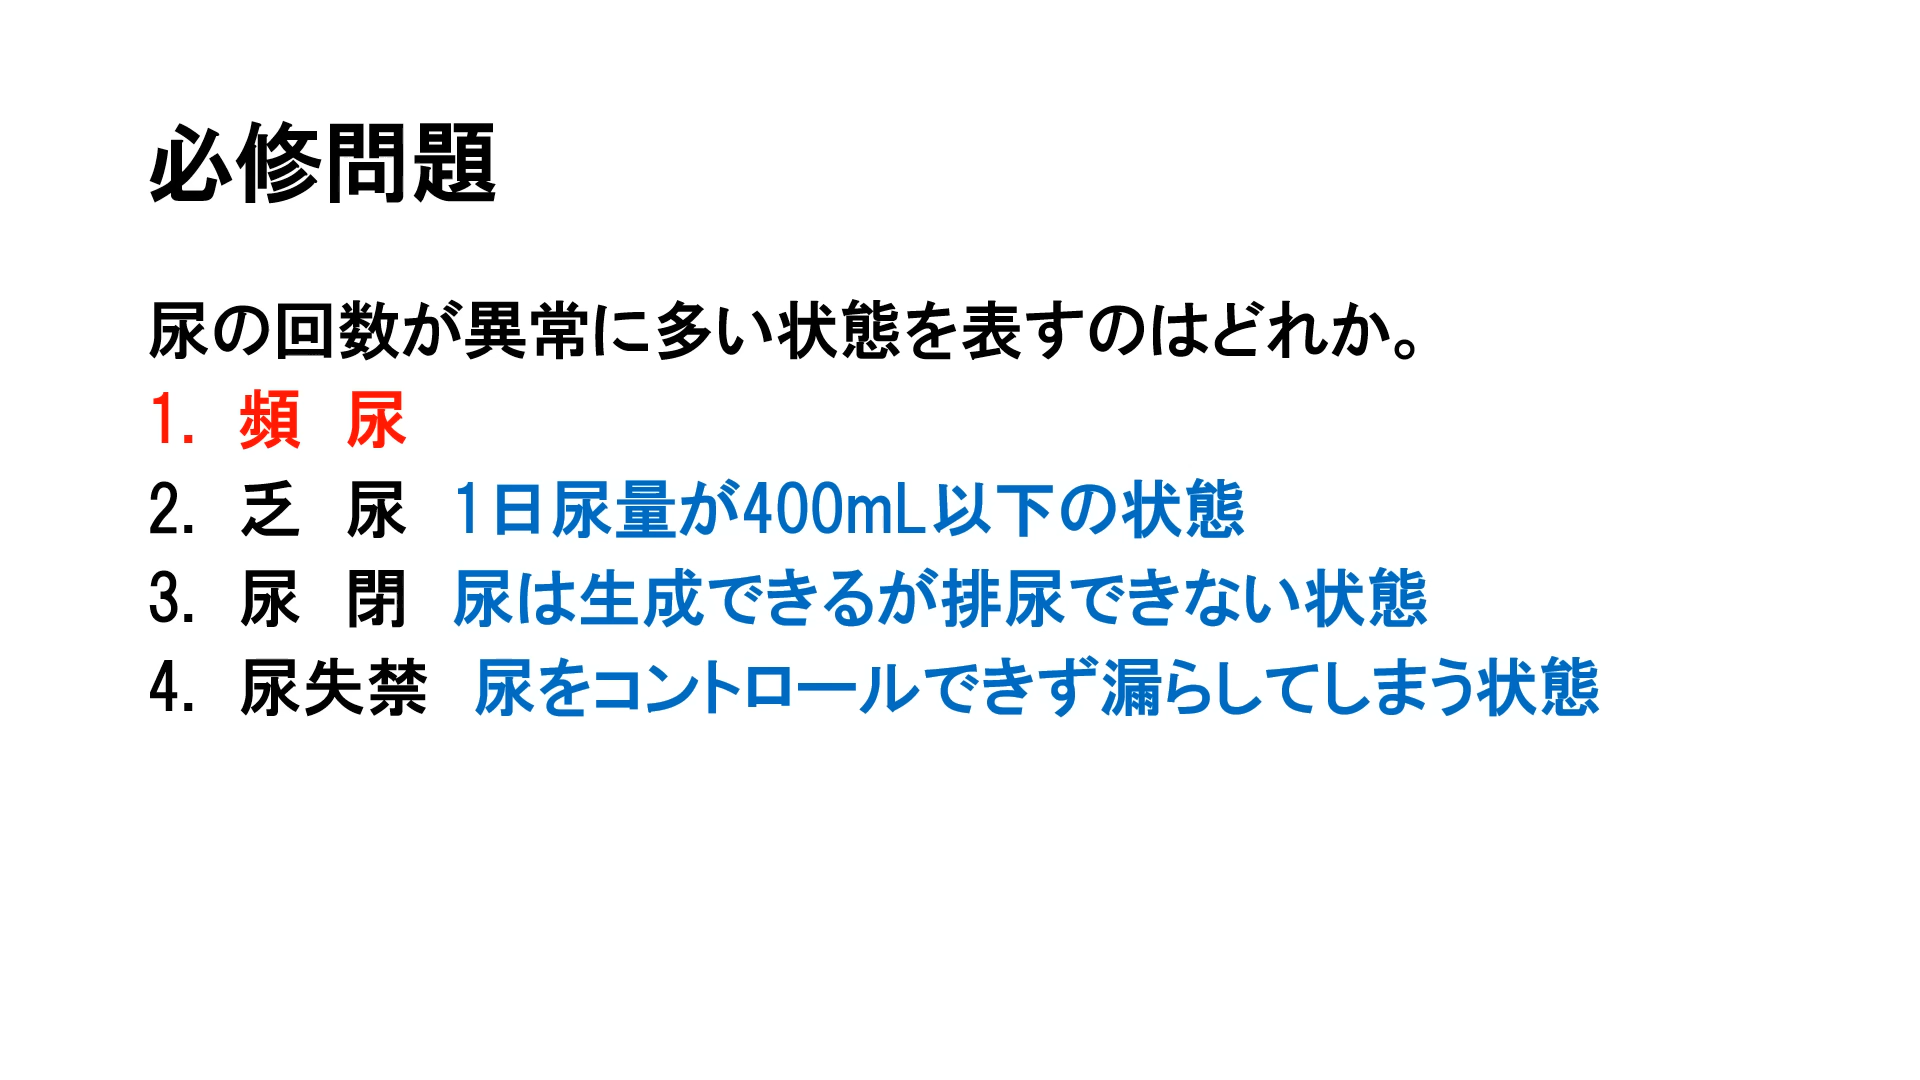 必修問題
尿の回数が異常に多い状態を表すのはどれか。
1. 頻　尿
2. 乏　尿　1日尿量が400mL以下の状態
3. 尿　閉　尿は生成できるが排尿できない状態
4. 尿失禁　尿をコントロールできず漏らしてしまう状態